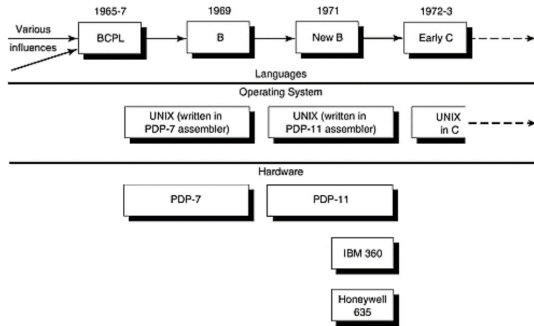 1965-7
1969
1971
1972-3
Various
influences
BCPL
B
New B
Early C
Languages
Operating System
UNIX (written in
PDP-7 assembler)
UNIX (written in
PDP-11 assembler)
UNIX
in C
Hardware
PDP-7
PDP-11
IBM 360
Honeywell
635